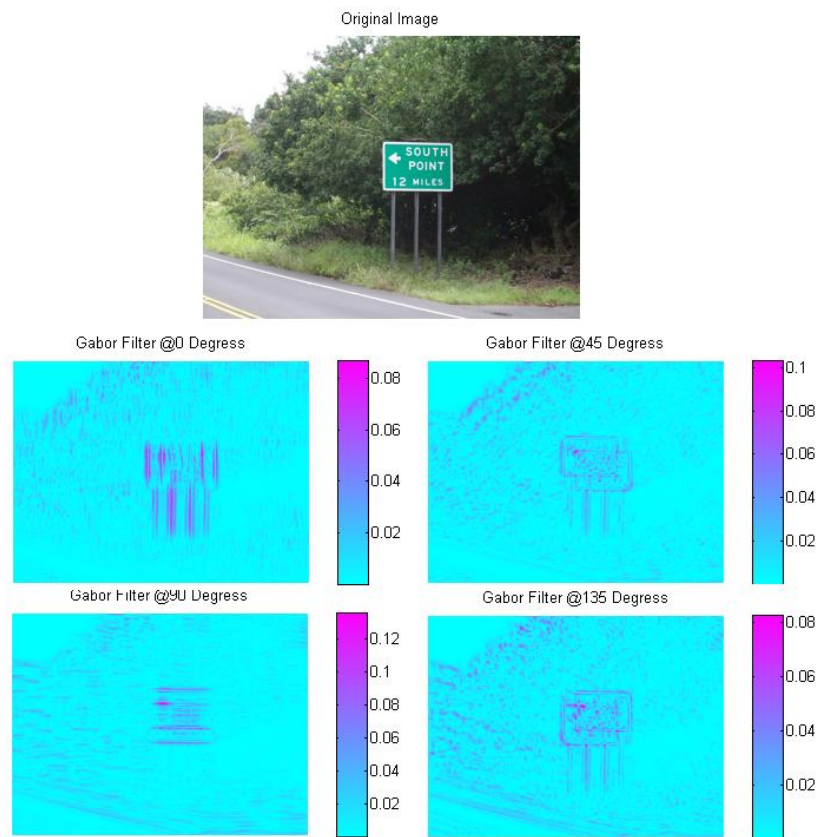 Original Image
SOUTH
POINT
12 MILES
Gabor Filter @0 Degress
Gabor Filter @45 Degress
0.08
0.06
0.04
0.02
0.1
0.08
0.06
0.04
0.02
Gabor Filter @90 Degress
Gabor Filter @135 Degress
0.12
0.1
0.08
0.06
0.04
0.02
0.08
0.06
0.04
0.02